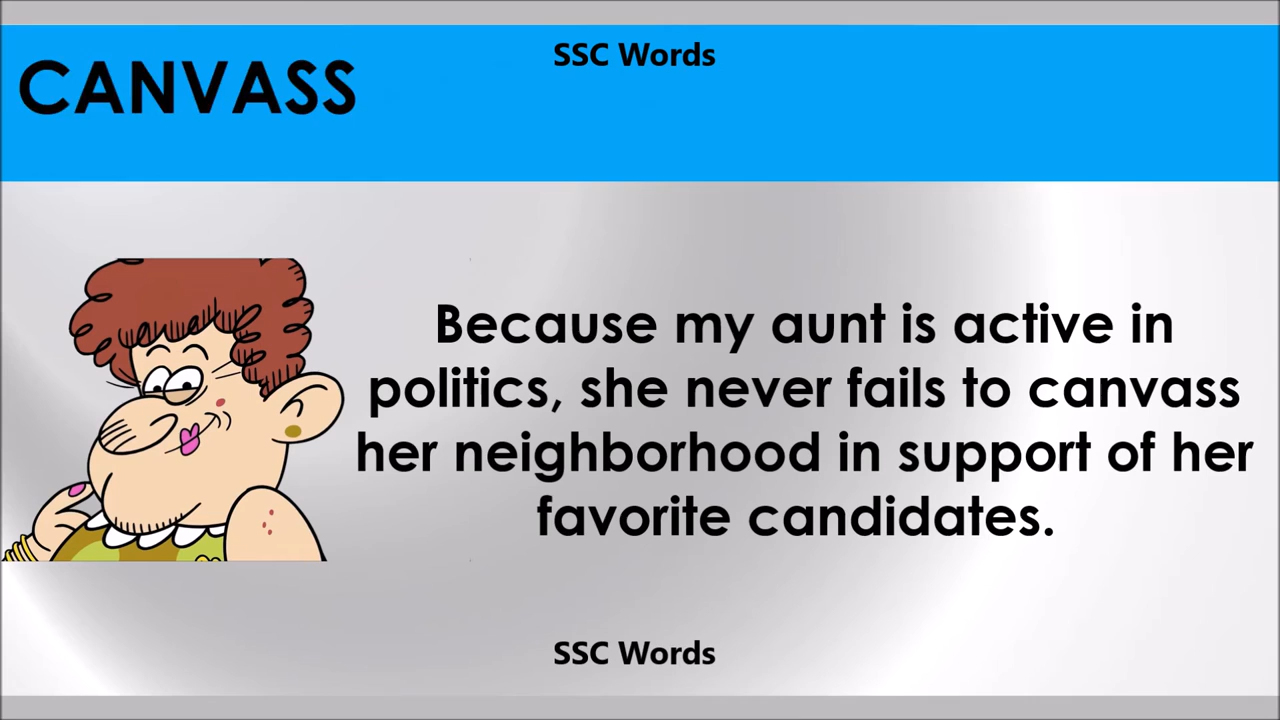 SSC Words
CANVASS
Because my aunt is active in
politics, she never fails to canvass
her neighborhood in support of her
favorite candidates.
SSC Words